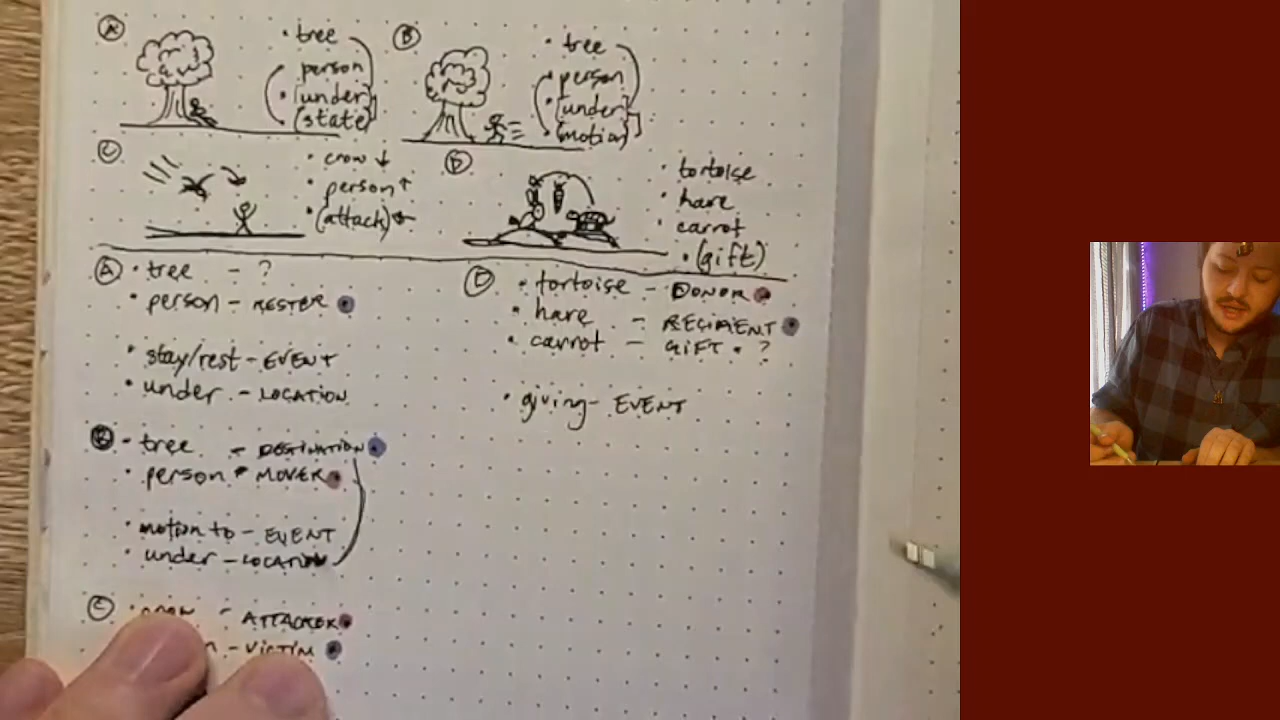 A
• tree
person
• [under]
(state)
B
• tree
• person
• [under]
• (motion)
C
• crow ↓
• person ↑
• (attack)
D
• tortoise
• hare
• carrot
• (gift)
A • tree - ?
• person - RESTER
• stay/rest - EVENT
• under - LOCATION
B - tree - DESTINATION
• person - MOVER
• motion to - EVENT
• under - LOCATION
C - ATTACKER
- VICTIM
D • tortoise - DONOR
• hare - RECIPIENT
• carrot - GIFT • ?
• giving - EVENT